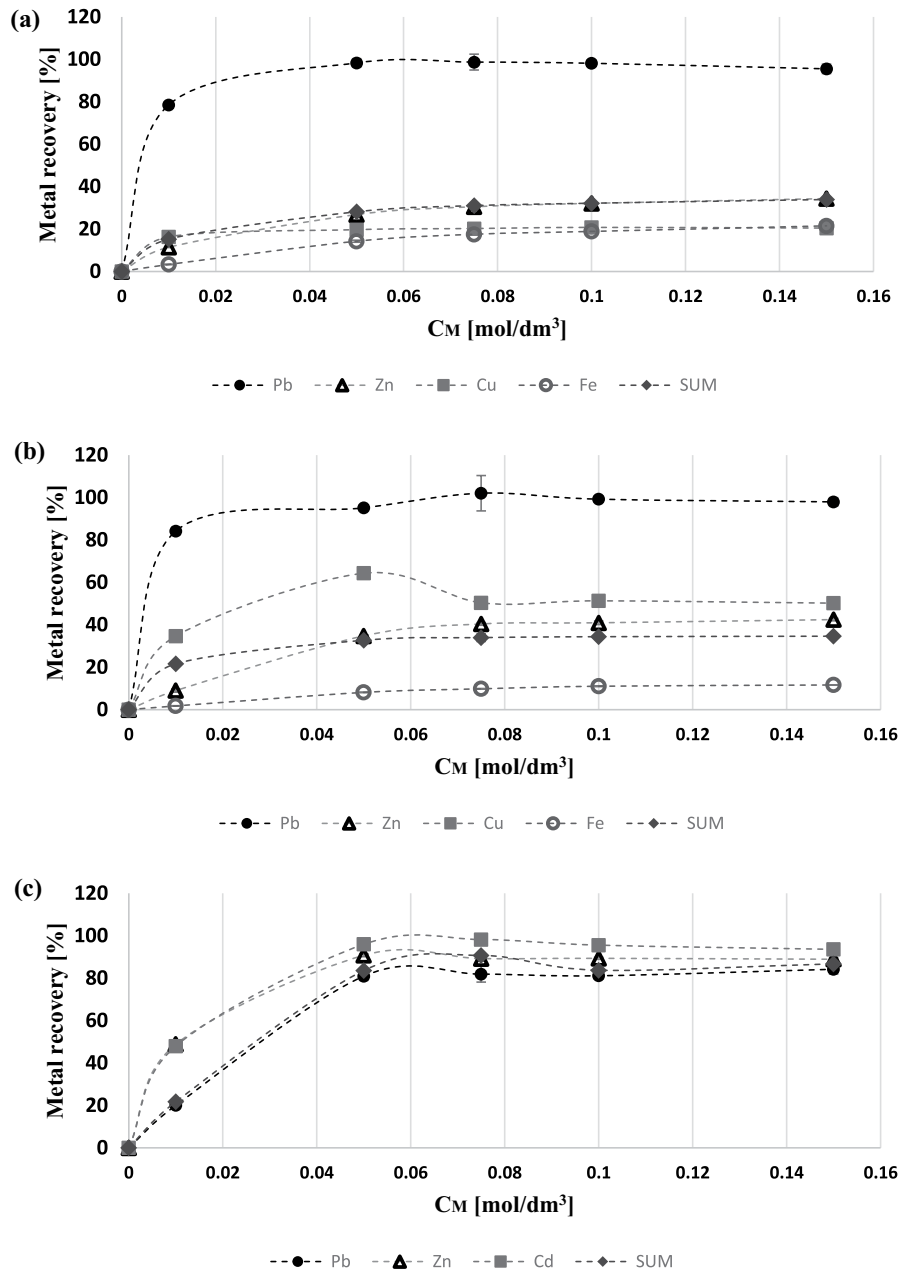 (a)
Metal recovery [%]
120
100
80
60
40
20
0
0 0.02 0.04 0.06 0.08 0.1 0.12 0.14 0.16
CM [mol/dm³]
Pb Zn Cu Fe SUM
(b)
Metal recovery [%]
120
100
80
60
40
20
0
0 0.02 0.04 0.06 0.08 0.1 0.12 0.14 0.16
CM [mol/dm³]
Pb Zn Cu Fe SUM
(c)
Metal recovery [%]
120
100
80
60
40
20
0
0 0.02 0.04 0.06 0.08 0.1 0.12 0.14 0.16
CM [mol/dm³]
Pb Zn Cd SUM